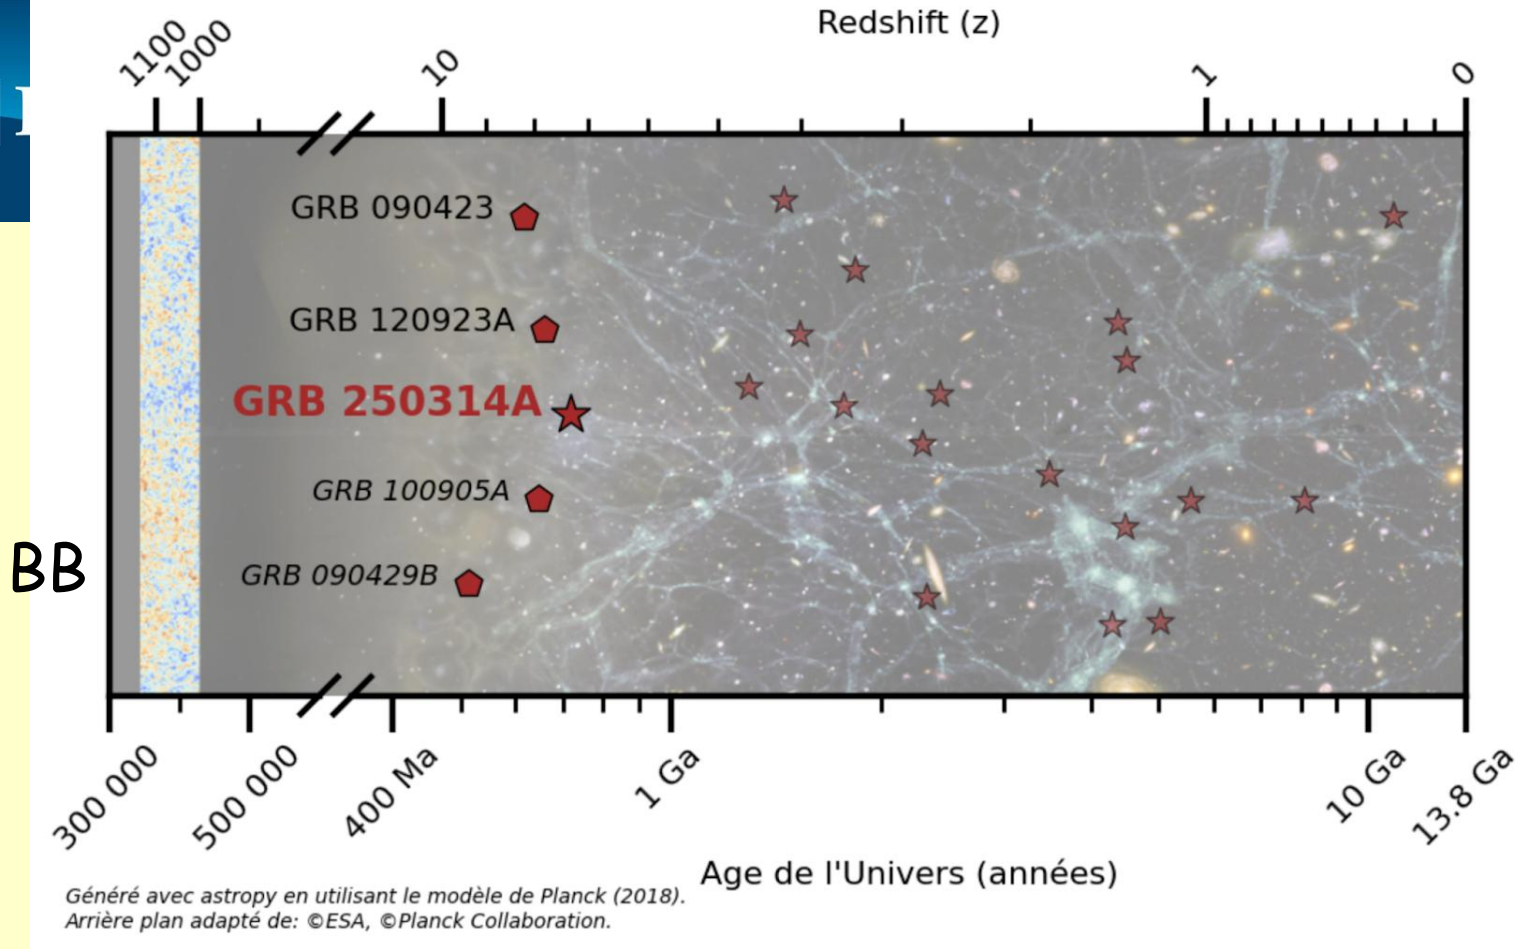 Redshift (z)
1100
1000
10
1
0
GRB 090423
GRB 120923A
GRB 250314A
GRB 100905A
GRB 090429B
BB
300 000
500 000
400 Ma
1 Ga
10 Ga
13.8 Ga
Age de l'Univers (années)
Généré avec astropy en utilisant le modèle de Planck (2018).
Arrière plan adapté de: ©ESA, ©Planck Collaboration.